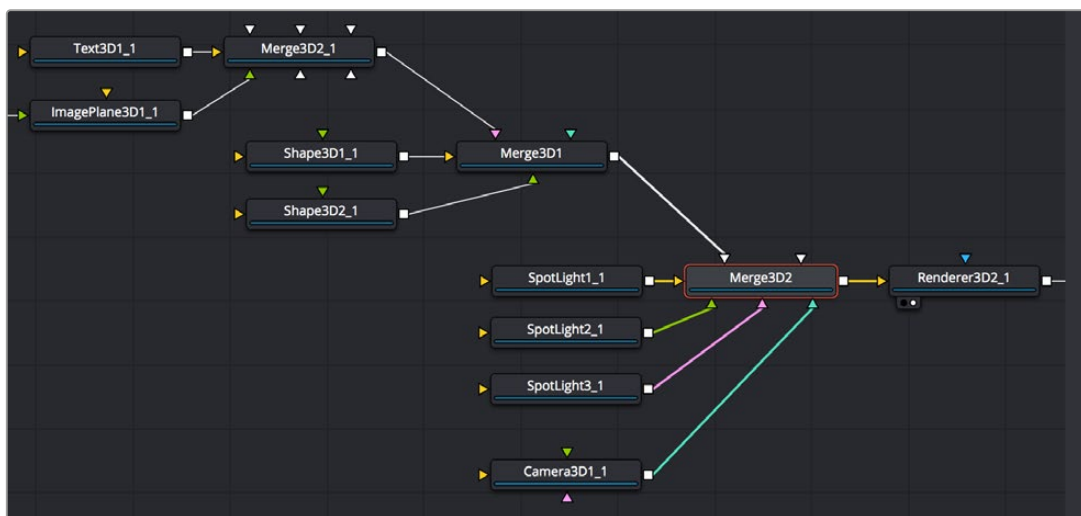 Text3D1_1
Merge3D2_1
ImagePlane3D1_1
Shape3D1_1
Merge3D1
Shape3D2_1
SpotLight1_1
Merge3D2
Renderer3D2_1
SpotLight2_1
SpotLight3_1
Camera3D1_1